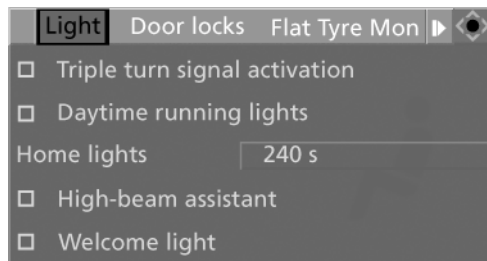 Light Door locks Flat Tyre Mon
Triple turn signal activation
Daytime running lights
Home lights 240 s
High-beam assistant
Welcome light